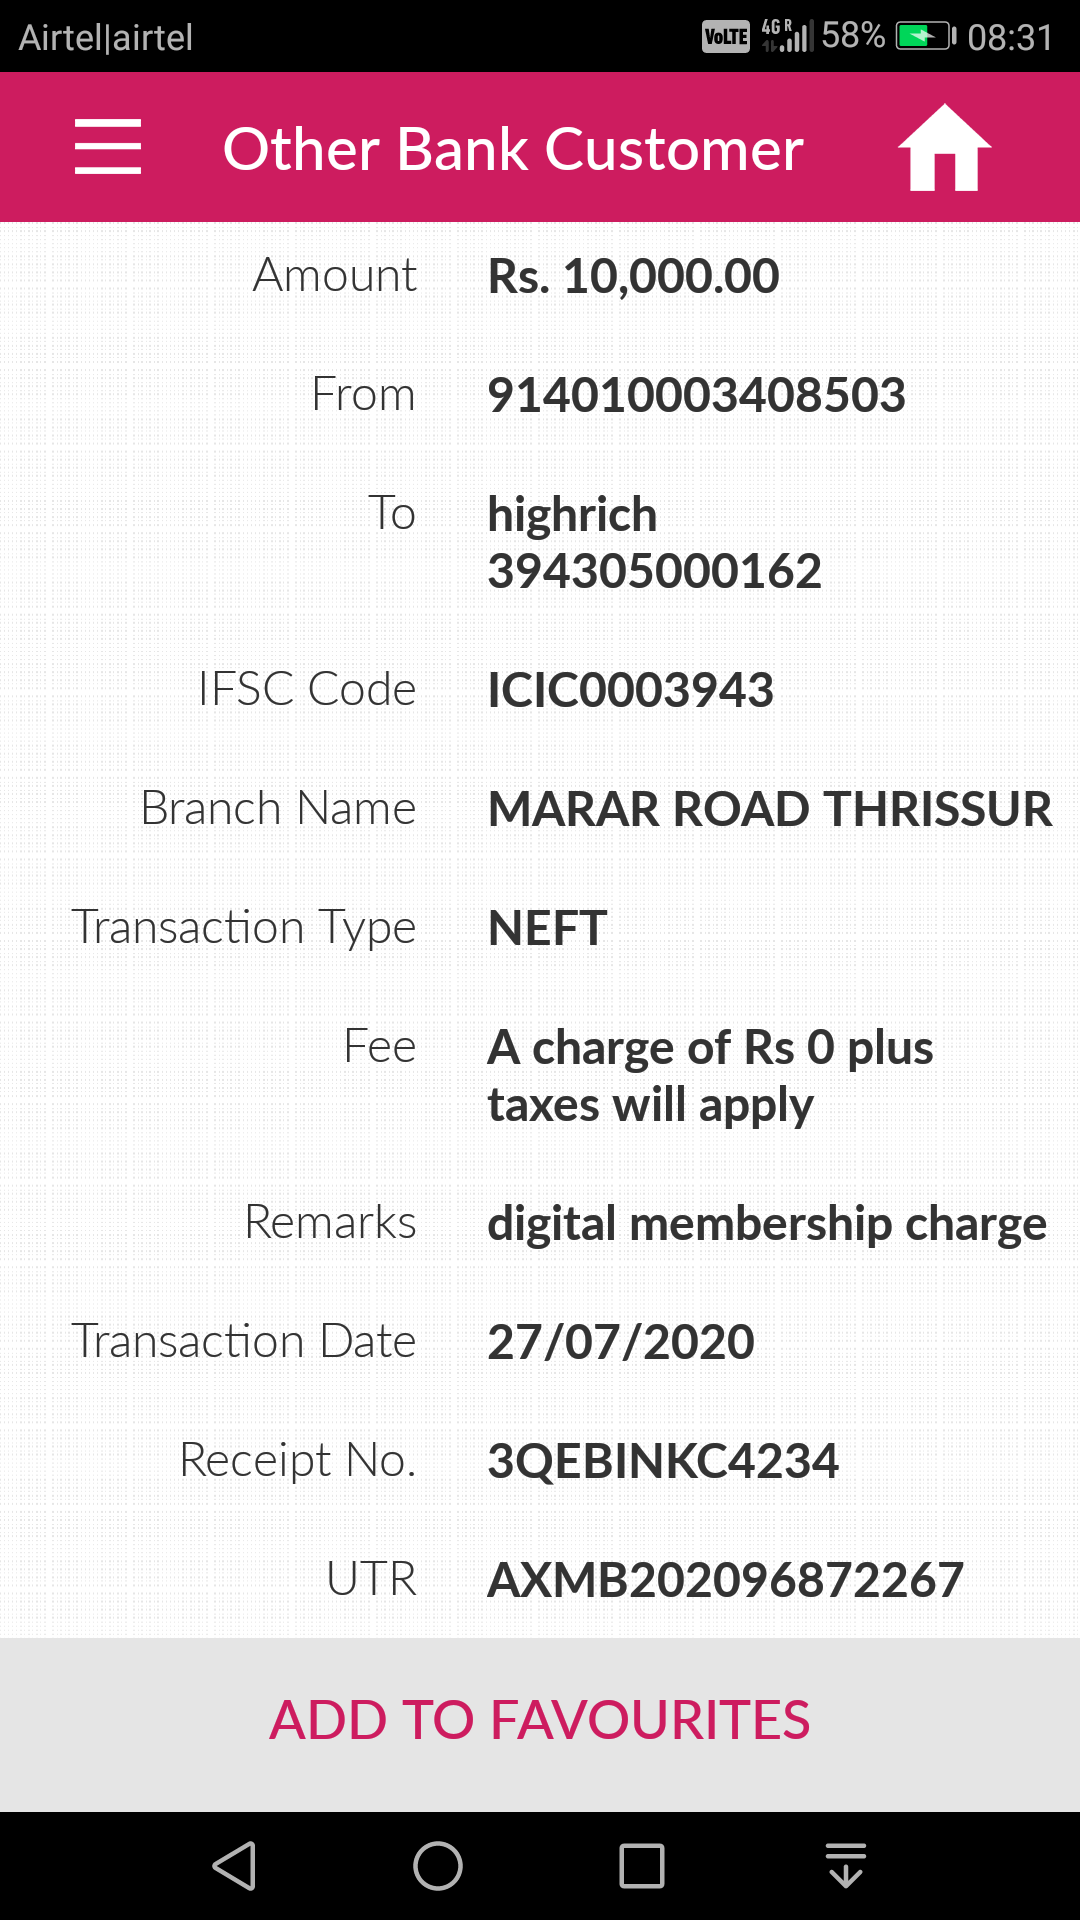 Airtel|airtel VoLTE 4G R 58% 08:31
Other Bank Customer
Amount Rs. 10,000.00
From 914010003408503
To highrich
394305000162
IFSC Code ICIC0003943
Branch Name MARAR ROAD THRISSUR
Transaction Type NEFT
Fee A charge of Rs 0 plus
taxes will apply
Remarks digital membership charge
Transaction Date 27/07/2020
Receipt No. 3QEBINKC4234
UTR AXMB202096872267
ADD TO FAVOURITES